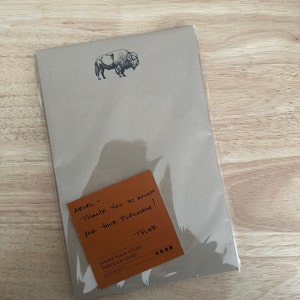 ARIEL –
THANK YOU SO MUCH
FOR YOUR PURCHASE!
–TYLER